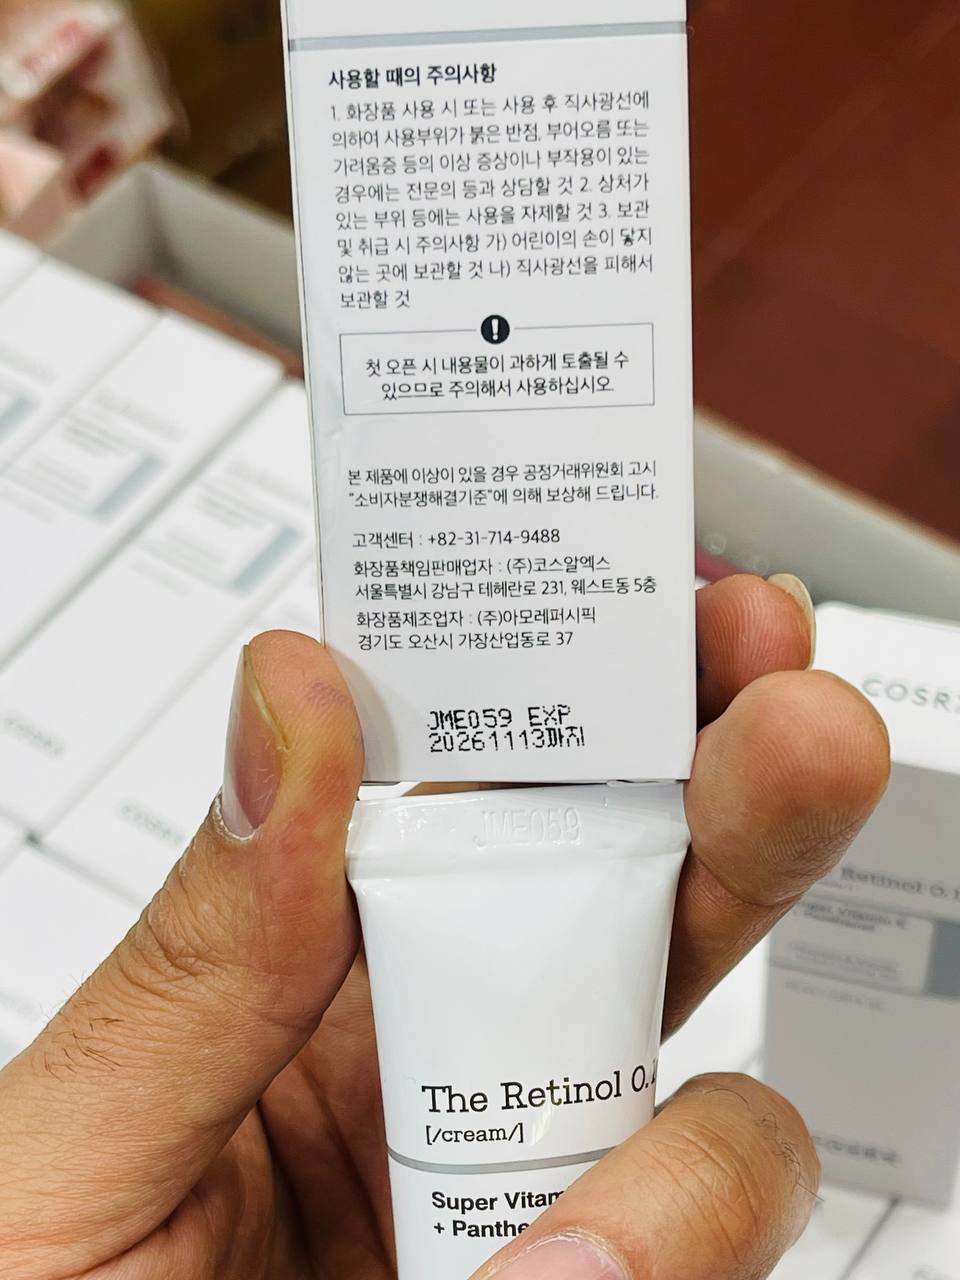 사용할 때의 주의사항
1. 화장품 사용 시 또는 사용 후 직사광선에
의하여 사용부위가 붉은 반점, 부어오름 또는
가려움증 등의 이상 증상이나 부작용이 있는
경우에는 전문의 등과 상담할 것 2. 상처가
있는 부위 등에는 사용을 자제할 것 3. 보관
및 취급 시 주의사항 가) 어린이의 손이 닿지
않는 곳에 보관할 것 나) 직사광선을 피해서
보관할 것
!
첫 오픈 시 내용물이 과하게 토출될 수
있으므로 주의해서 사용하십시오.
본 제품에 이상이 있을 경우 공정거래위원회 고시
"소비자분쟁해결기준"에 의해 보상해 드립니다.
고객센터 : +82-31-714-9488
화장품책임판매업자 : (주)코스알엑스
서울특별시 강남구 테헤란로 231, 웨스트동 5층
화장품제조업자 : (주)아모레퍼시픽
경기도 오산시 가장산업동로 37
JME059 EXP
20261113까지
JME059
The Retinol 0.1
[/cream/]
Super Vitam
+ Panthe
COSRX
Retinol 0.1
Super Vitamin E
+ Panthenol
COSRX
COSRX